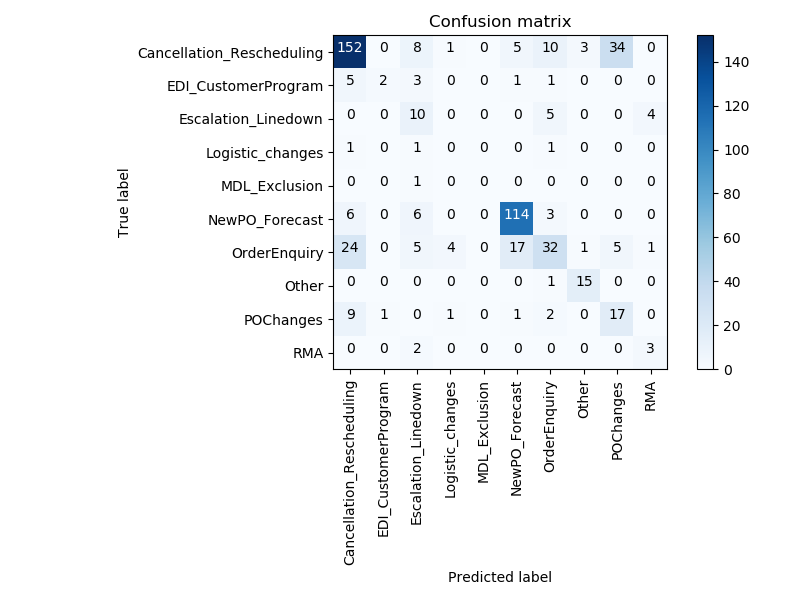 Confusion matrix
Cancellation_Rescheduling 152 0 8 1 0 5 10 3 34 0
EDI_CustomerProgram 5 2 3 0 0 1 1 0 0 0
Escalation_Linedown 0 0 10 0 0 0 5 0 0 4
Logistic_changes 1 0 1 0 0 0 1 0 0 0
MDL_Exclusion 0 0 1 0 0 0 0 0 0 0
NewPO_Forecast 6 0 6 0 0 114 3 0 0 0
OrderEnquiry 24 0 5 4 0 17 32 1 5 1
Other 0 0 0 0 0 0 1 15 0 0
POChanges 9 1 0 1 0 1 2 0 17 0
RMA 0 0 2 0 0 0 0 0 0 3
True label
Cancellation_Rescheduling
EDI_CustomerProgram
Escalation_Linedown
Logistic_changes
MDL_Exclusion
NewPO_Forecast
OrderEnquiry
Other
POChanges
RMA
Predicted label
140
120
100
80
60
40
20
0